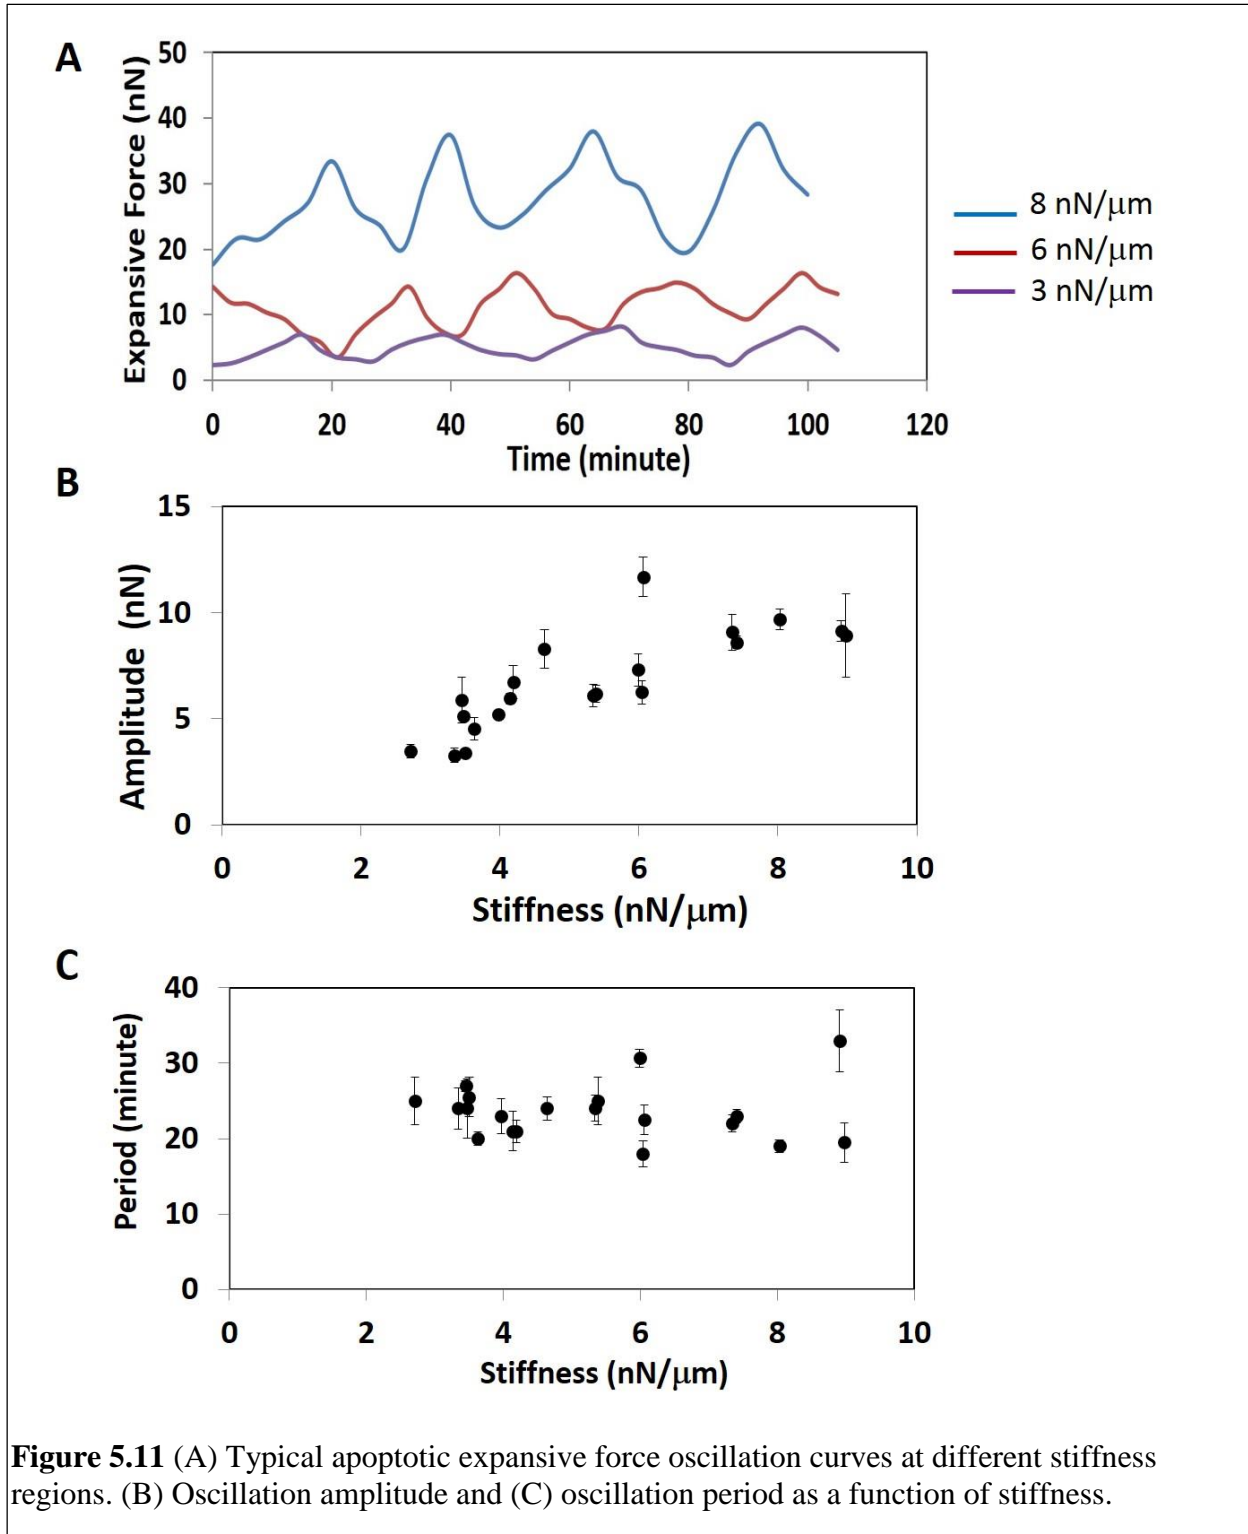 A
Expansive Force (nN)
50
40
30
20
10
0
0 20 40 60 80 100 120
Time (minute)
8 nN/μm
6 nN/μm
3 nN/μm
B
Amplitude (nN)
15
10
5
0
0 2 4 6 8 10
Stiffness (nN/μm)
C
Period (minute)
40
30
20
10
0
0 2 4 6 8 10
Stiffness (nN/μm)
Figure 5.11 (A) Typical apoptotic expansive force oscillation curves at different stiffness
regions. (B) Oscillation amplitude and (C) oscillation period as a function of stiffness.